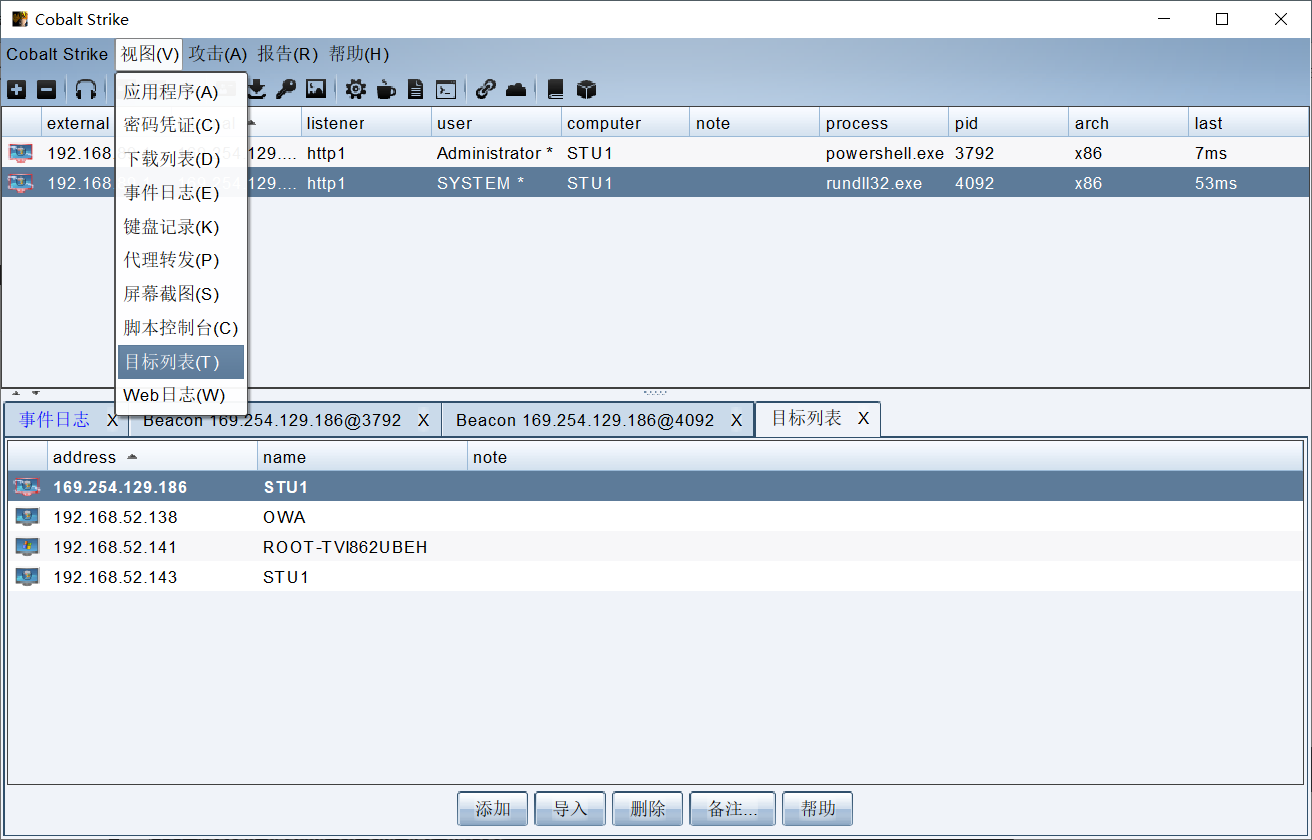 Cobalt Strike
Cobalt Strike 视图(V) 攻击(A) 报告(R) 帮助(H)
应用程序(A)
密码凭证(C)
下载列表(D)
事件日志(E)
键盘记录(K)
代理转发(P)
屏幕截图(S)
脚本控制台(C)
目标列表(T)
Web日志(W)
external listener user computer note process pid arch last
192.168. 129.... http1 Administrator * STU1 powershell.exe 3792 x86 7ms
192.168. 129.... http1 SYSTEM * STU1 rundll32.exe 4092 x86 53ms
事件日志 X Beacon 169.254.129.186@3792 X Beacon 169.254.129.186@4092 X 目标列表 X
address name note
169.254.129.186 STU1
192.168.52.138 OWA
192.168.52.141 ROOT-TVI862UBEH
192.168.52.143 STU1
添加 导入 删除 备注... 帮助